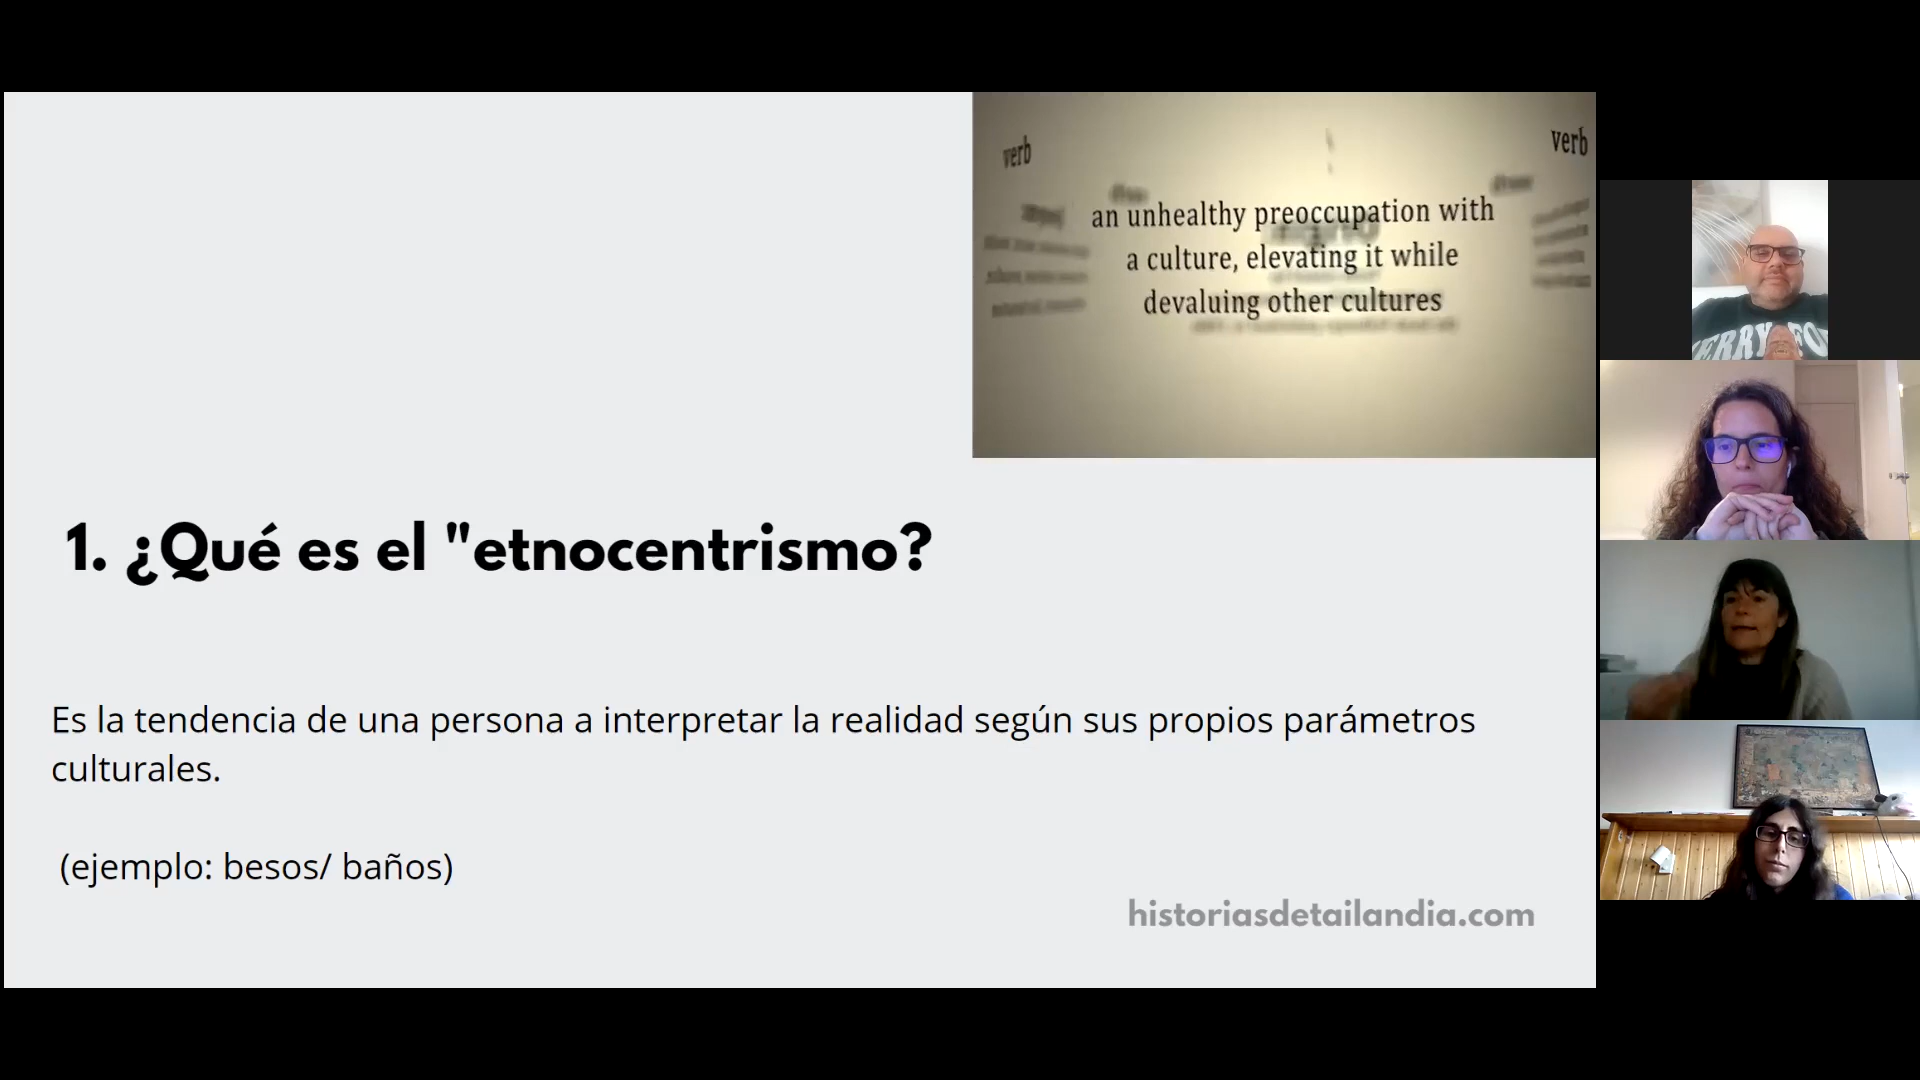 verb
verb
an unhealthy preoccupation with
a culture, elevating it while
devaluing other cultures
1. ¿Qué es el "etnocentrismo?
Es la tendencia de una persona a interpretar la realidad según sus propios parámetros
culturales.
(ejemplo: besos/ baños)
historiasdetailandia.com